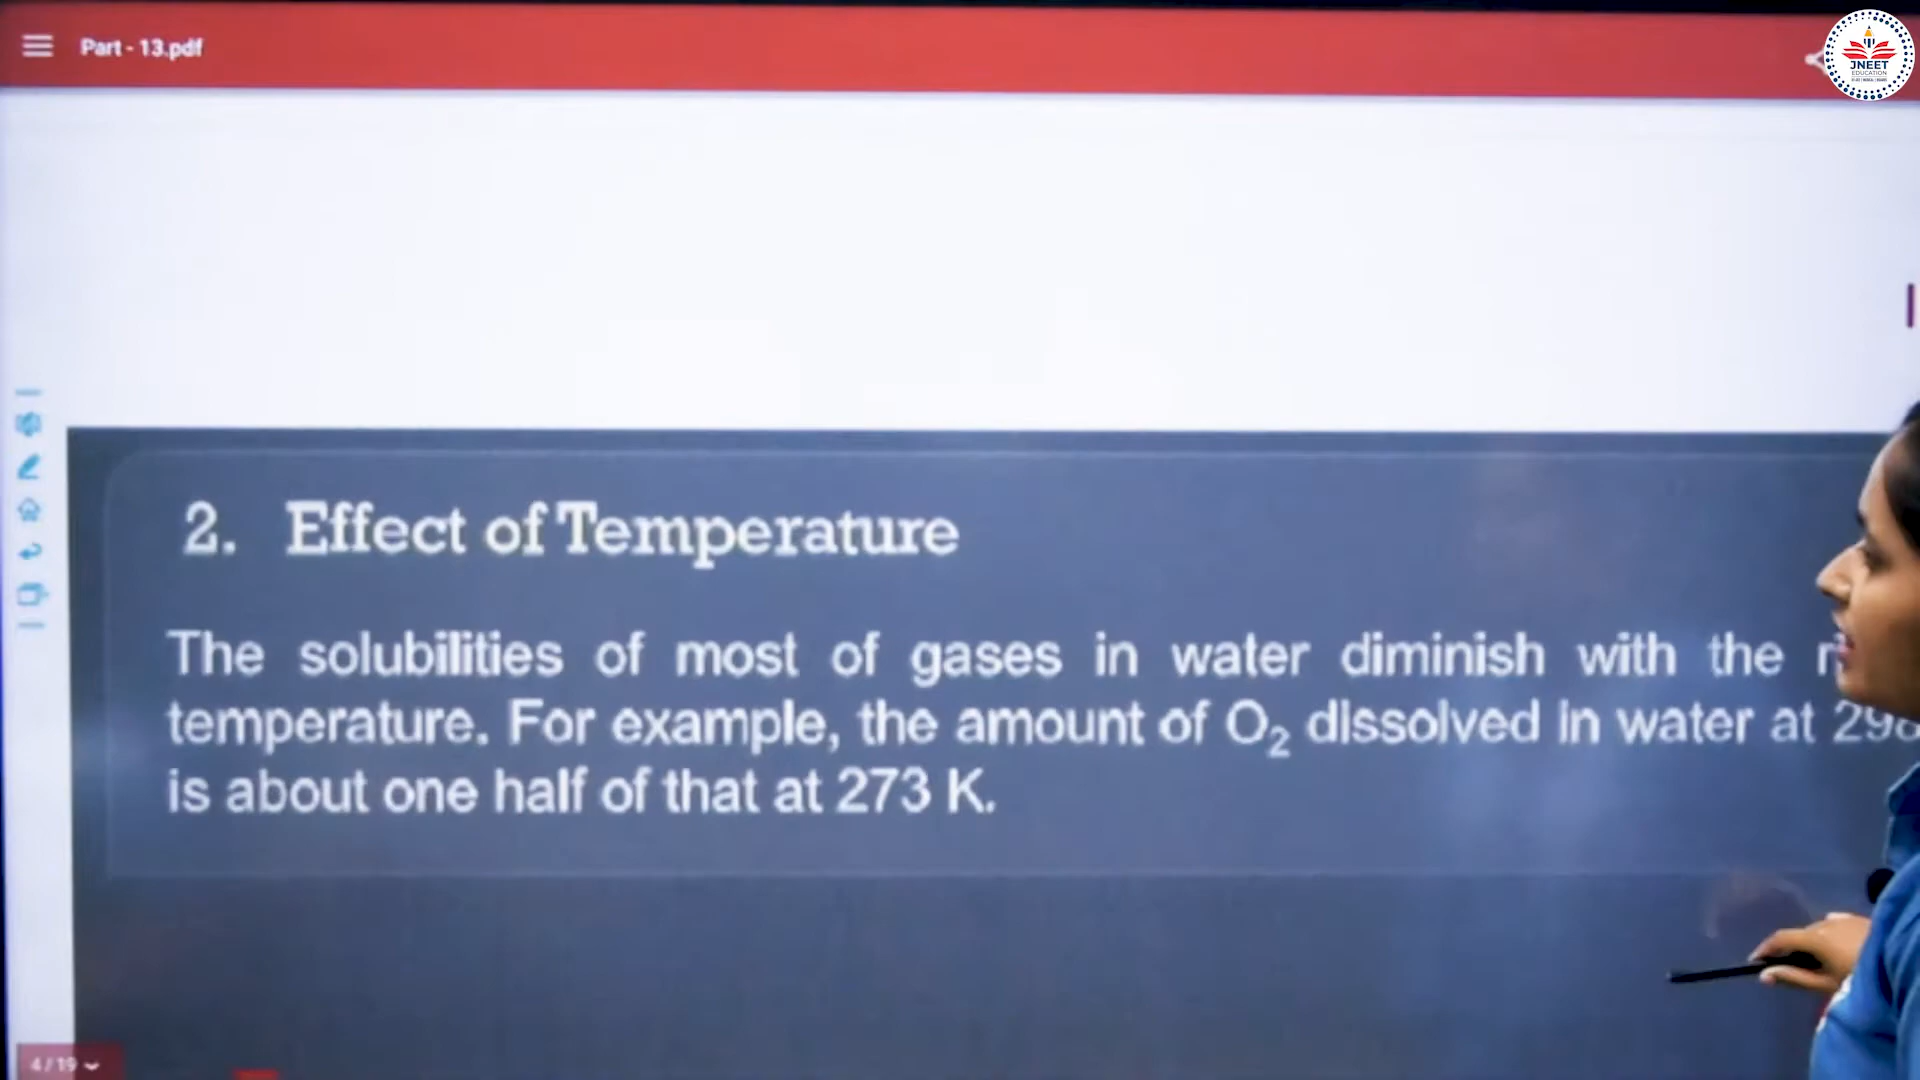 Part - 13.pdf
JNEET
EDUCATION
2. Effect of Temperature
The solubilities of most of gases in water diminish with the
temperature. For example, the amount of O₂ dissolved in water at
is about one half of that at 273 K.
4 / 19